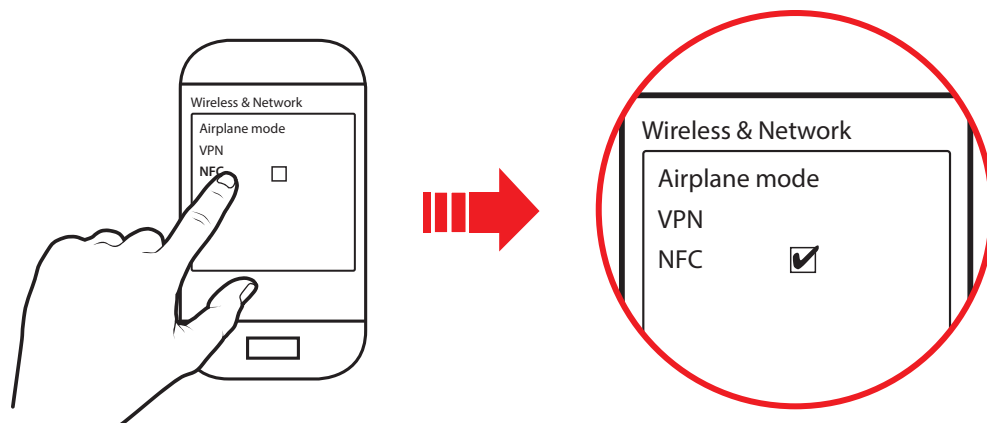 Wireless & Network
Airplane mode
VPN
NFC
Wireless & Network
Airplane mode
VPN
NFC